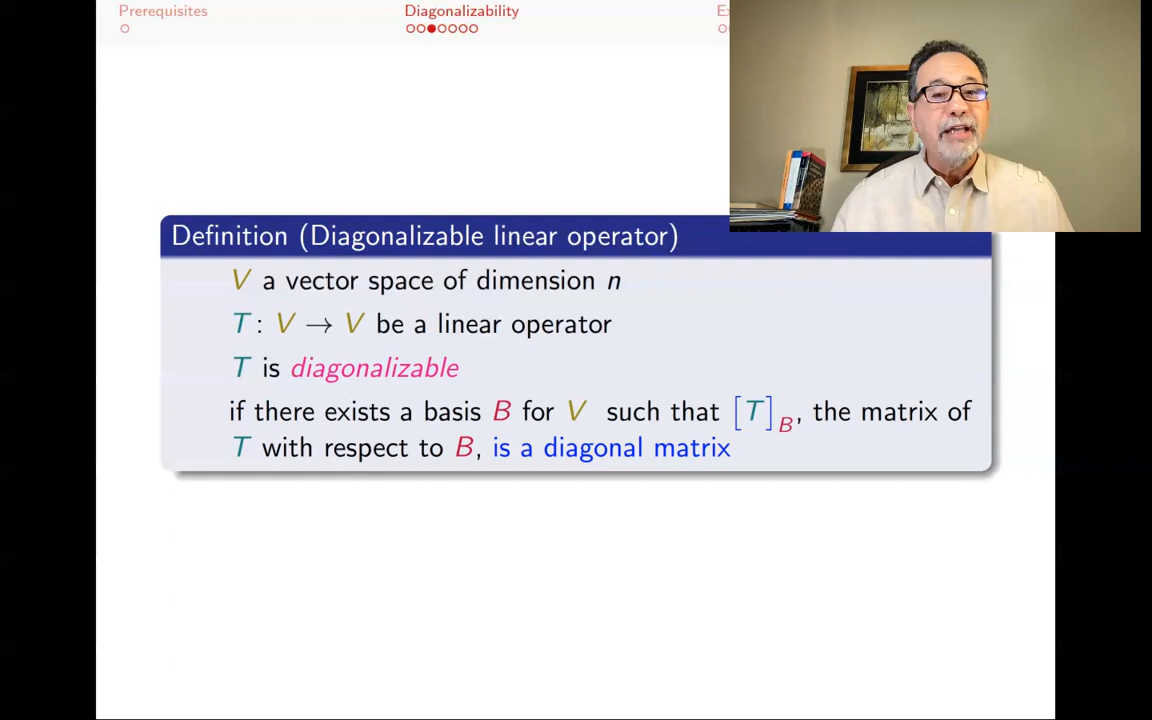 Prerequisites
Diagonalizability
Definition (Diagonalizable linear operator)
V a vector space of dimension n
T : V → V be a linear operator
T is diagonalizable
if there exists a basis B for V such that [T]_B, the matrix of
T with respect to B, is a diagonal matrix